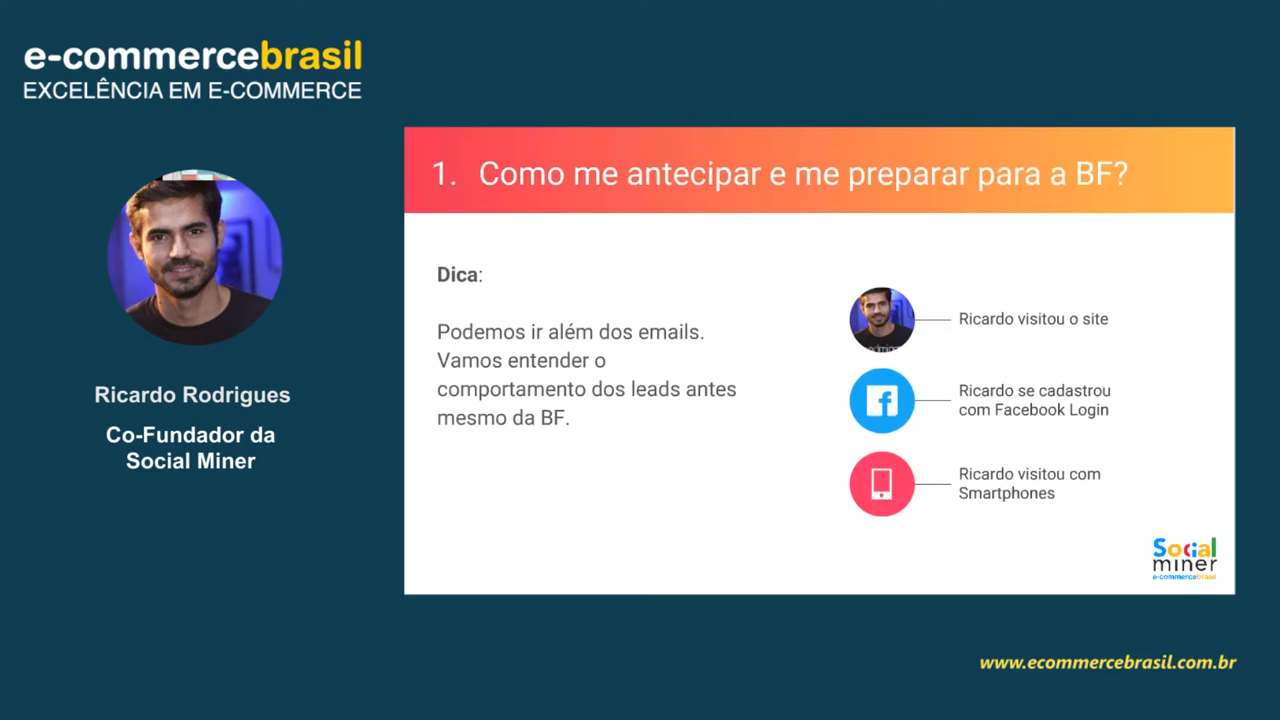 e-commercebrasil
EXCELÊNCIA EM E-COMMERCE
Ricardo Rodrigues
Co-Fundador da
Social Miner
1. Como me antecipar e me preparar para a BF?
Dica:
Podemos ir além dos emails.
Vamos entender o
comportamento dos leads antes
mesmo da BF.
Ricardo visitou o site
Ricardo se cadastrou
com Facebook Login
Ricardo visitou com
Smartphones
Social
miner
e-commercebrasil
www.ecommercebrasil.com.br